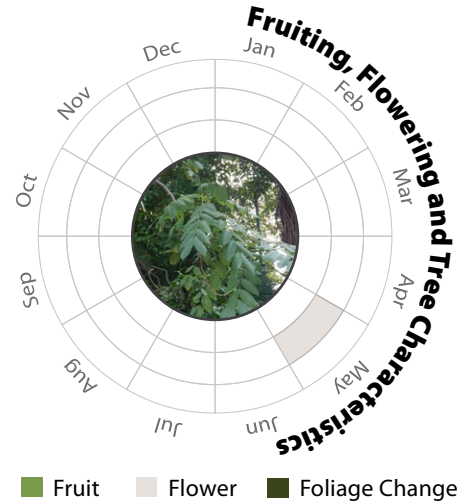 Fruiting, Flowering and Tree Characteristics
Jan
Feb
Mar
Apr
May
Jun
Jul
Aug
Sep
Oct
Nov
Dec
Fruit
Flower
Foliage Change